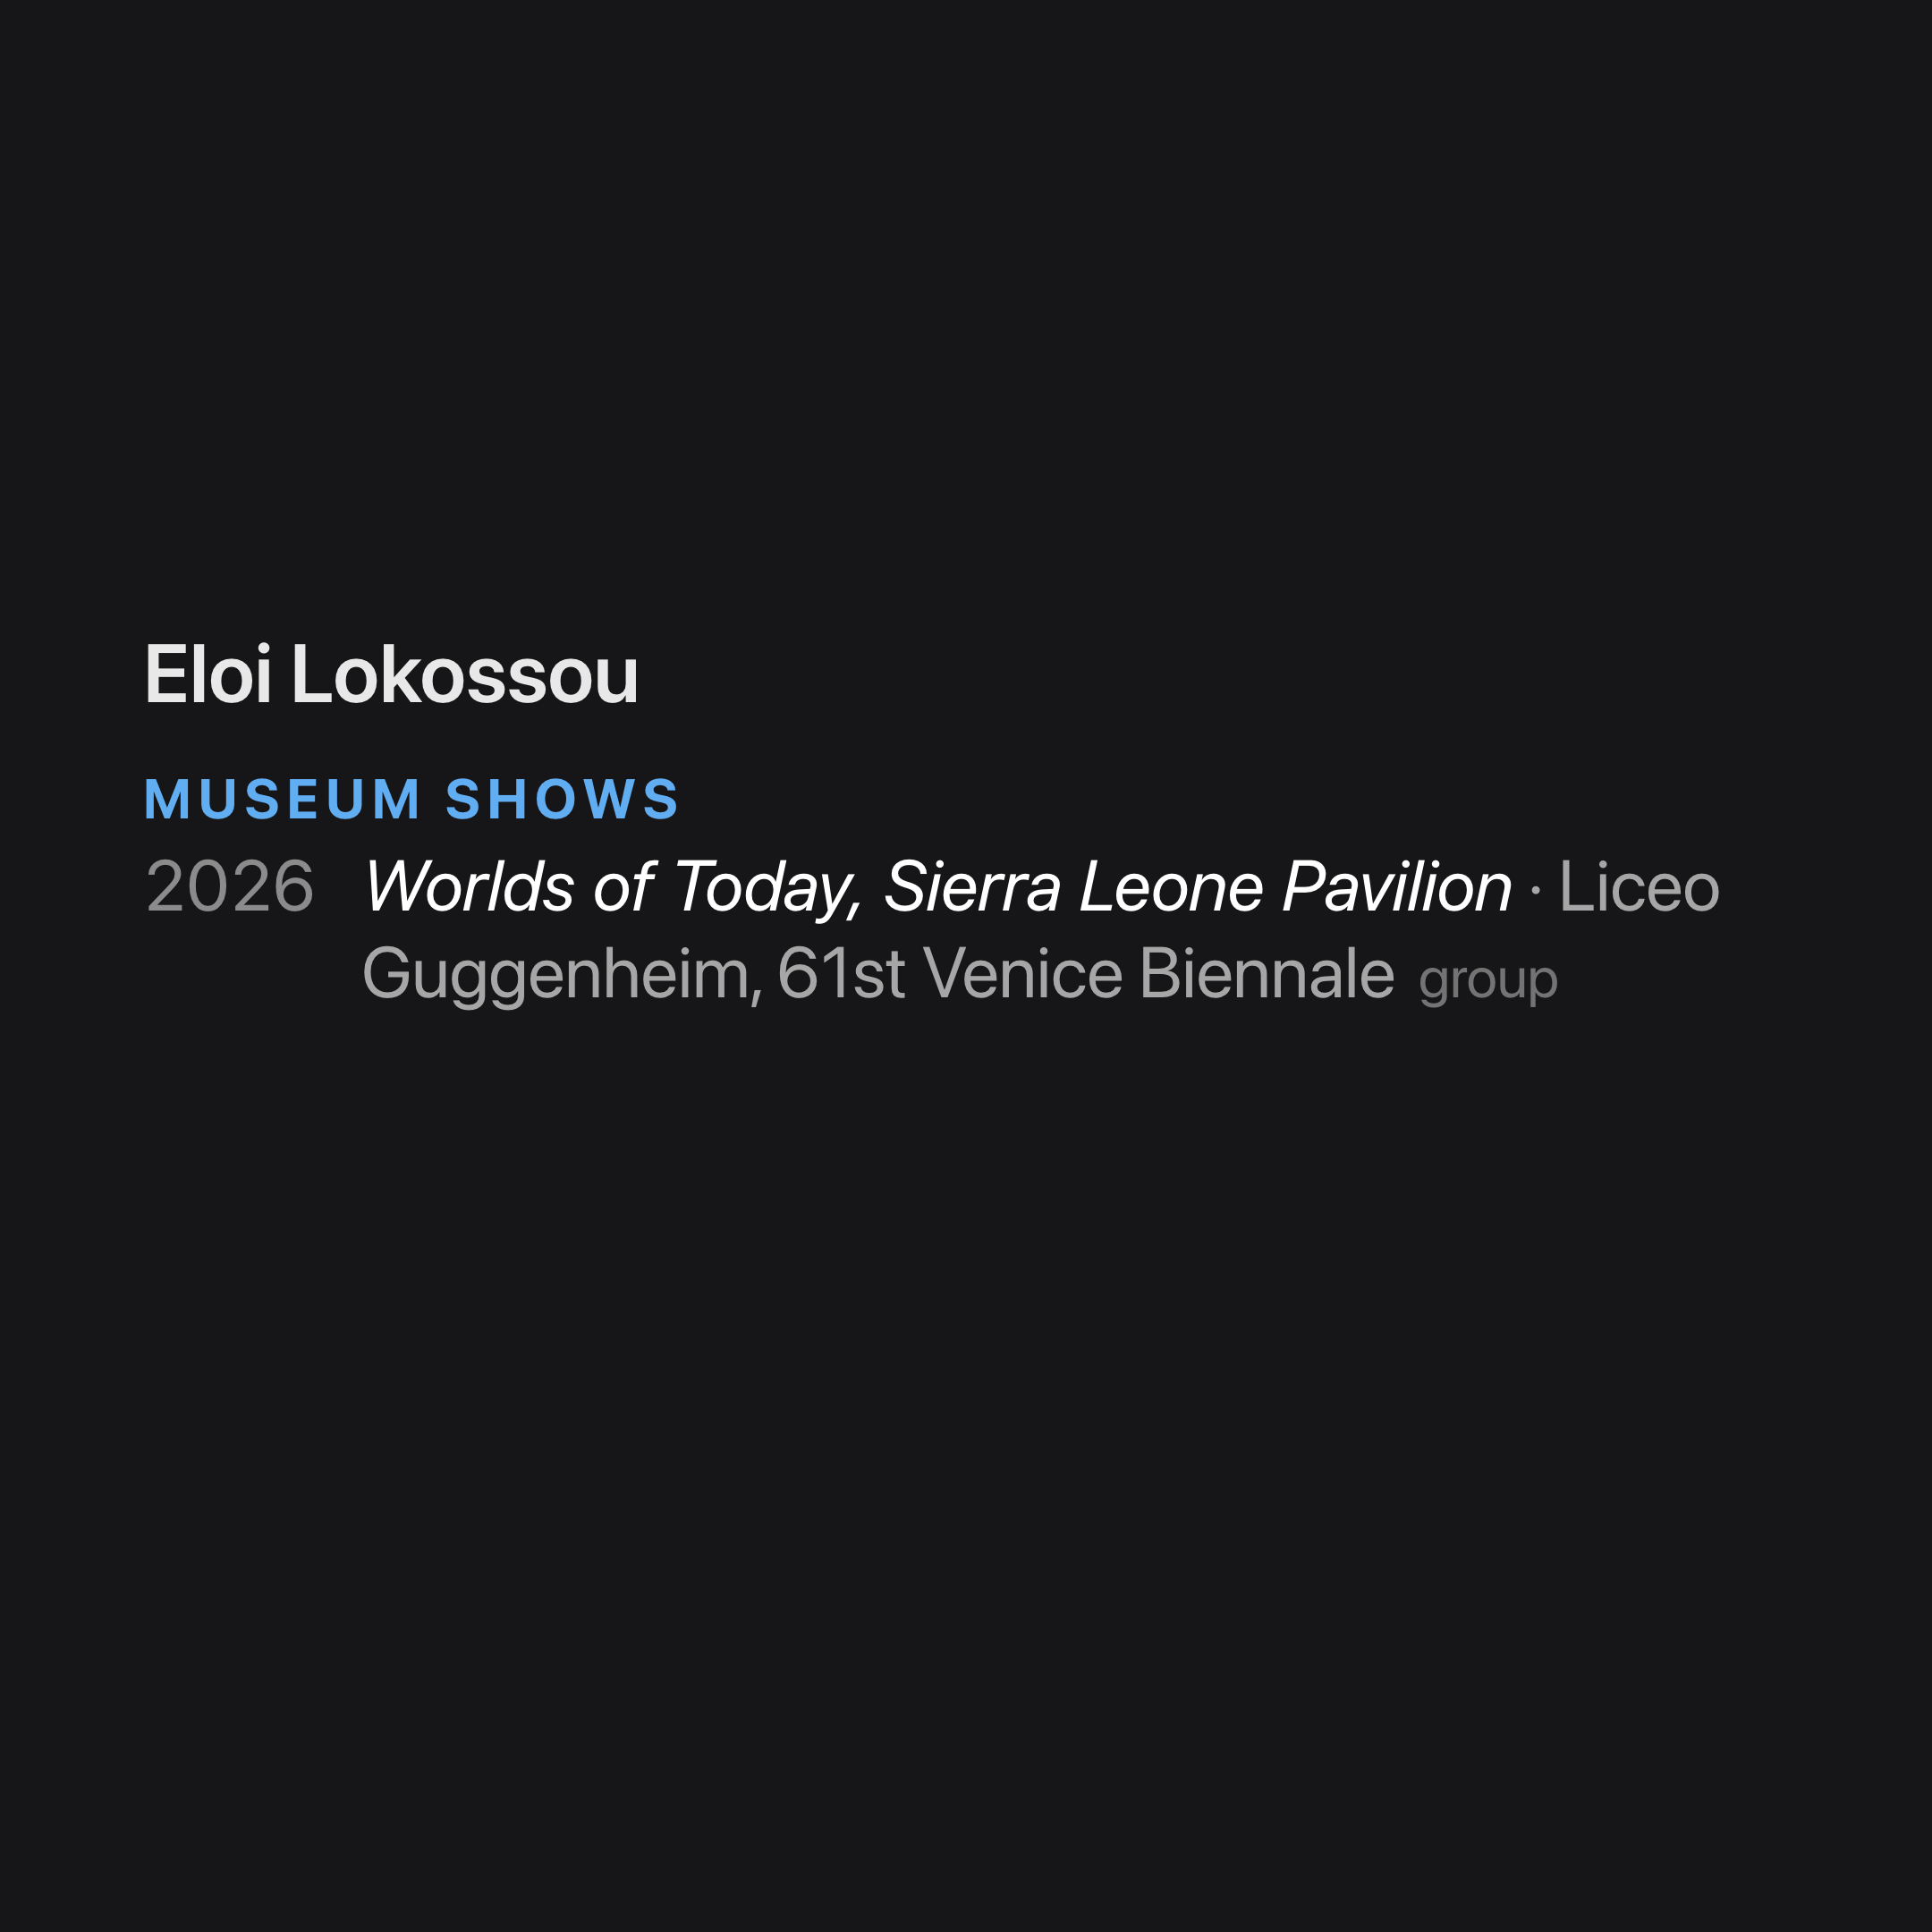 Eloi Lokossou
MUSEUM SHOWS
2026 Worlds of Today, Sierra Leone Pavilion · Liceo
Guggenheim, 61st Venice Biennale group